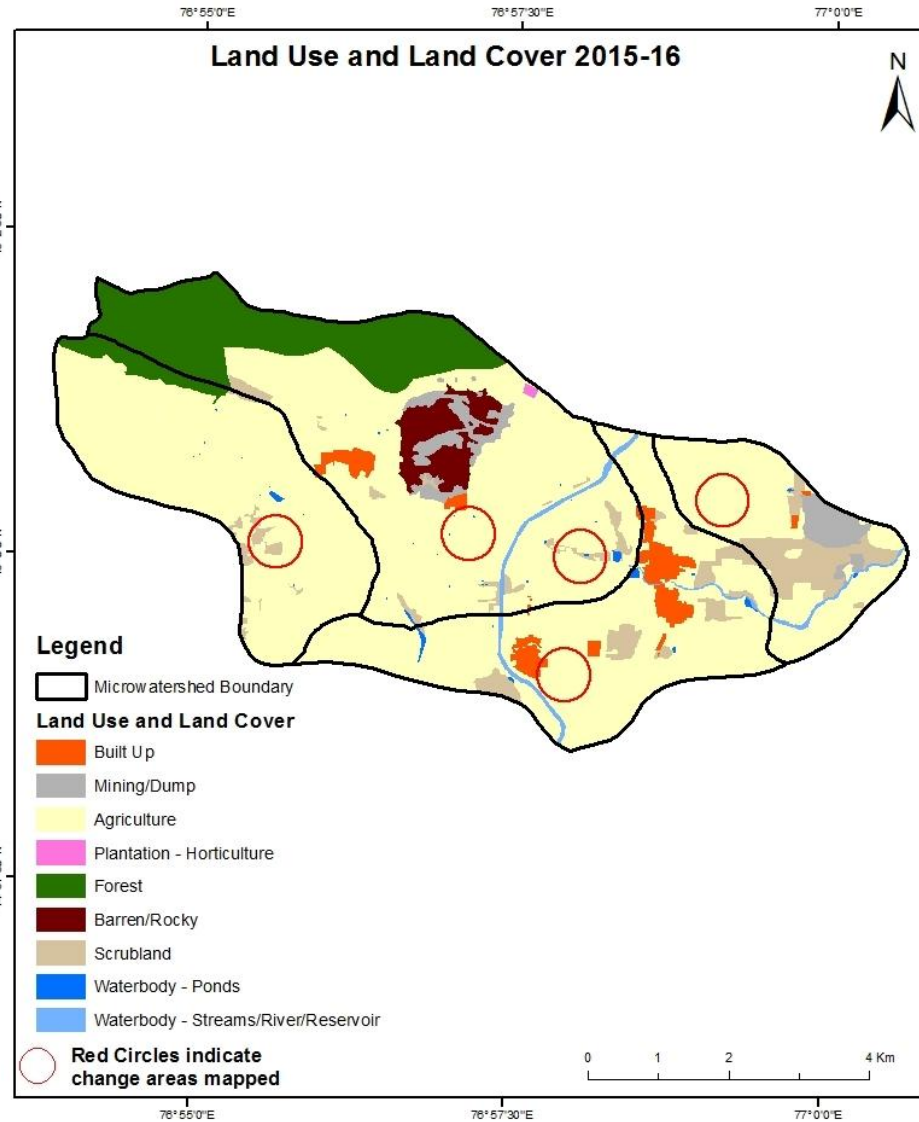 76°55'0"E 76°57'30"E 77°0'0"E
Land Use and Land Cover 2015-16
N
Legend
Microwatershed Boundary
Land Use and Land Cover
Built Up
Mining/Dump
Agriculture
Plantation - Horticulture
Forest
Barren/Rocky
Scrubland
Waterbody - Ponds
Waterbody - Streams/River/Reservoir
Red Circles indicate
change areas mapped
0 1 2 4 Km
76°55'0"E 76°57'30"E 77°0'0"E